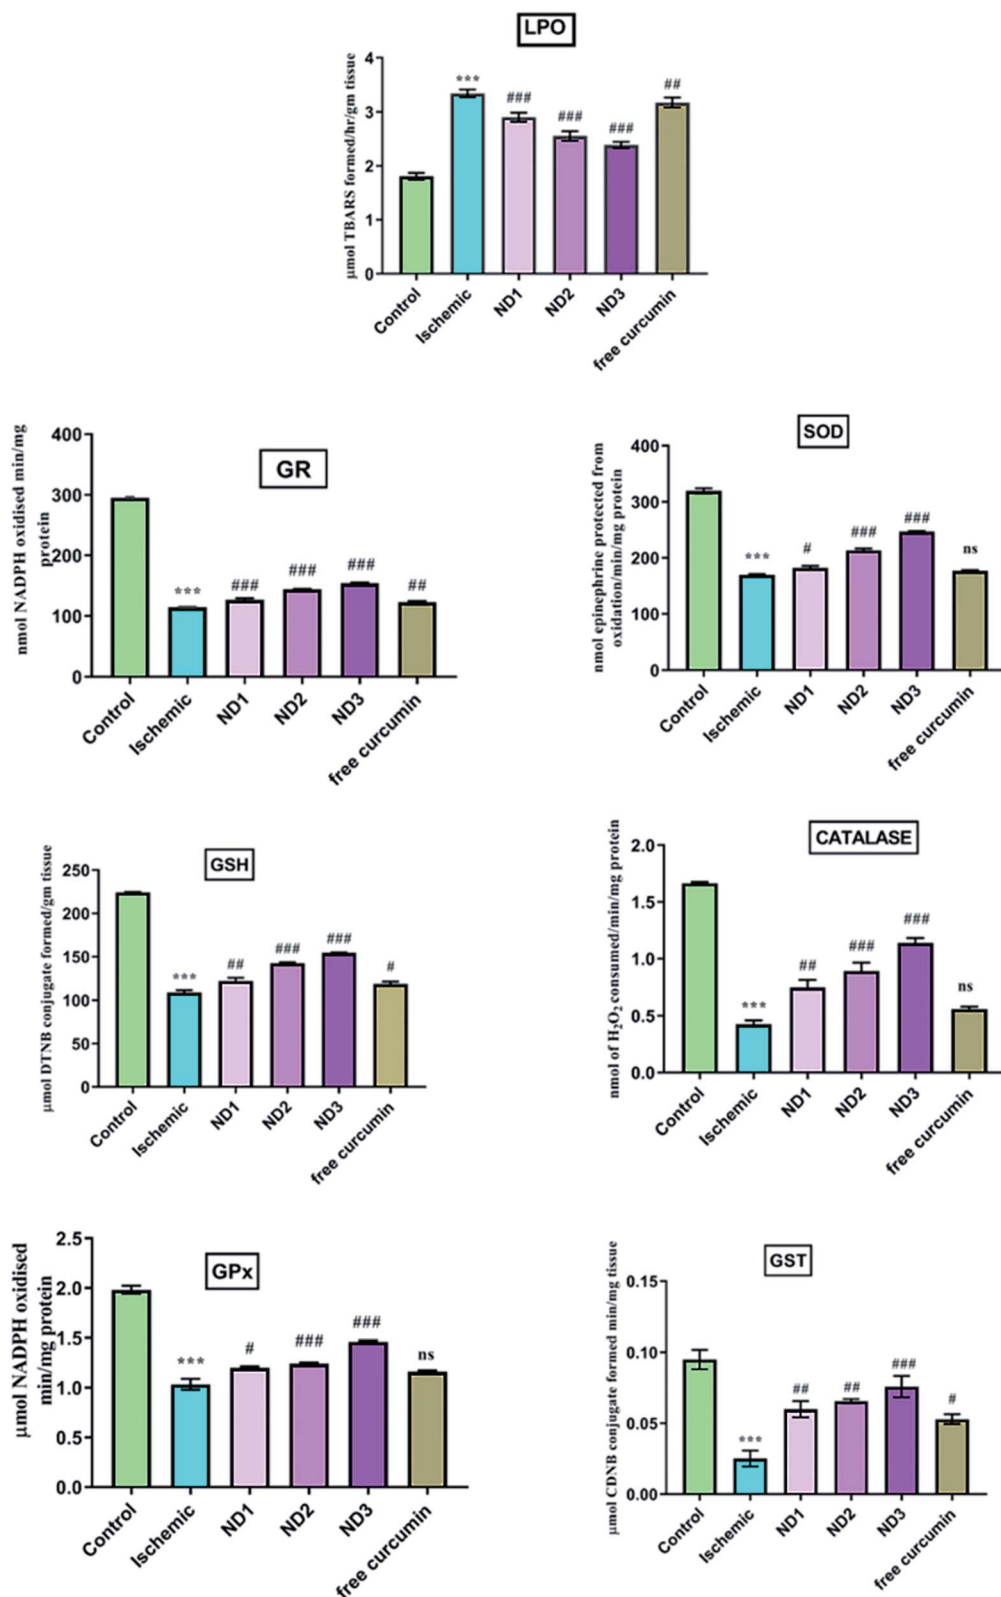 LPO
μmol TBARS formed/hr/gm tissue
4
3
2
1
0
***
###
###
###
##
Control
Ischemic
ND1
ND2
ND3
free curcumin
GR
nmol NADPH oxidised min/mg
protein
400
300
200
100
0
***
###
###
###
##
Control
Ischemic
ND1
ND2
ND3
free curcumin
SOD
nmol epinephrine protected from
oxidation/min/mg protein
400
300
200
100
0
***
#
###
###
ns
Control
Ischemic
ND1
ND2
ND3
free curcumin
GSH
μmol DTNB conjugate formed/gm tissue
250
200
150
100
50
0
***
##
###
###
#
Control
Ischemic
ND1
ND2
ND3
free curcumin
CATALASE
nmol of H₂O₂ consumed/min/mg protein
2.0
1.5
1.0
0.5
0.0
***
##
###
###
ns
Control
Ischemic
ND1
ND2
ND3
free curcumin
GPx
μmol NADPH oxidised
min/mg protein
2.5
2.0
1.5
1.0
0.5
0.0
***
#
###
###
ns
Control
Ischemic
ND1
ND2
ND3
free curcumin
GST
μmol CDNB conjugate formed min/mg tissue
0.15
0.10
0.05
0.00
***
##
##
###
#
Control
Ischemic
ND1
ND2
ND3
free curcumin